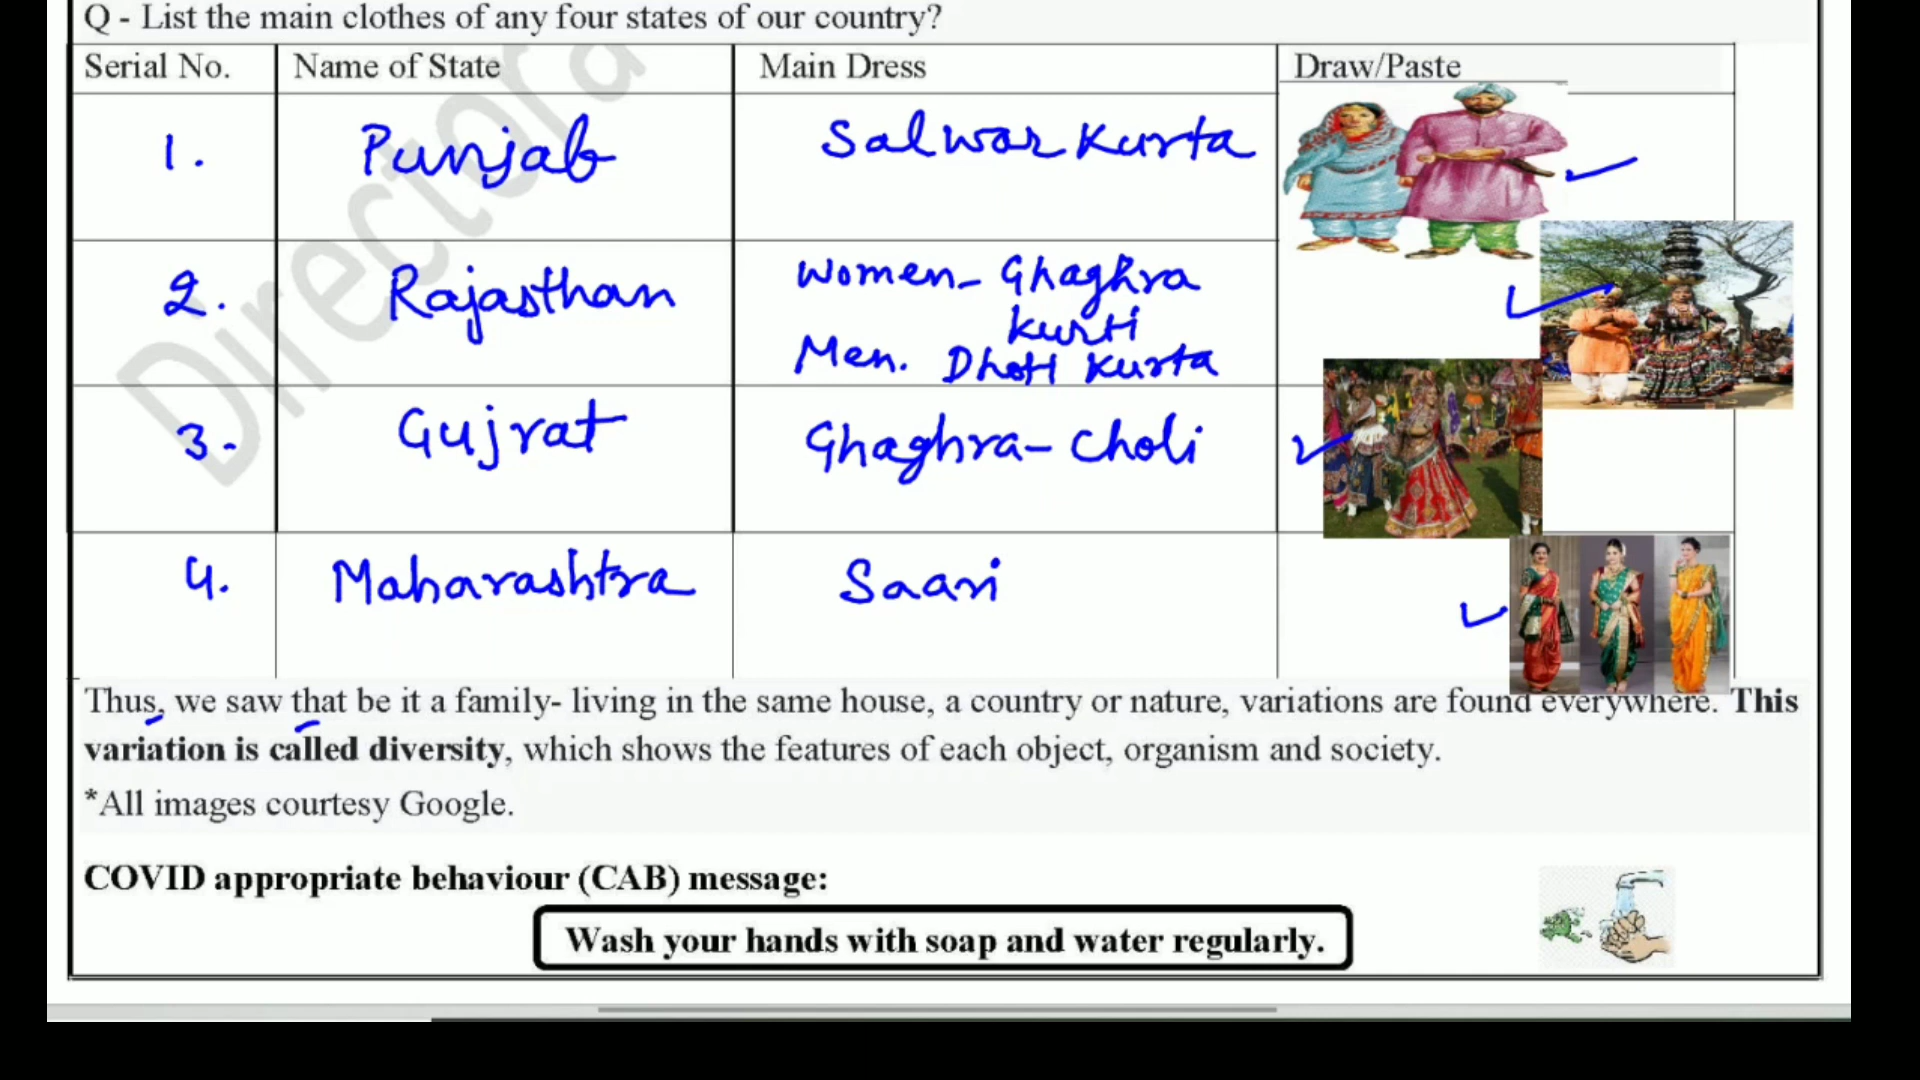 Q - List the main clothes of any four states of our country?
Serial No. Name of State Main Dress Draw/Paste
1. Punjab Salwar Kurta
2. Rajasthan Women- Ghaghra
Kurti
Men. Dhoti Kurta
3. Gujrat Ghaghra-Choli
4. Maharashtra Saari
Thus, we saw that be it a family- living in the same house, a country or nature, variations are found everywhere. This
variation is called diversity, which shows the features of each object, organism and society.
*All images courtesy Google.
COVID appropriate behaviour (CAB) message:
Wash your hands with soap and water regularly.